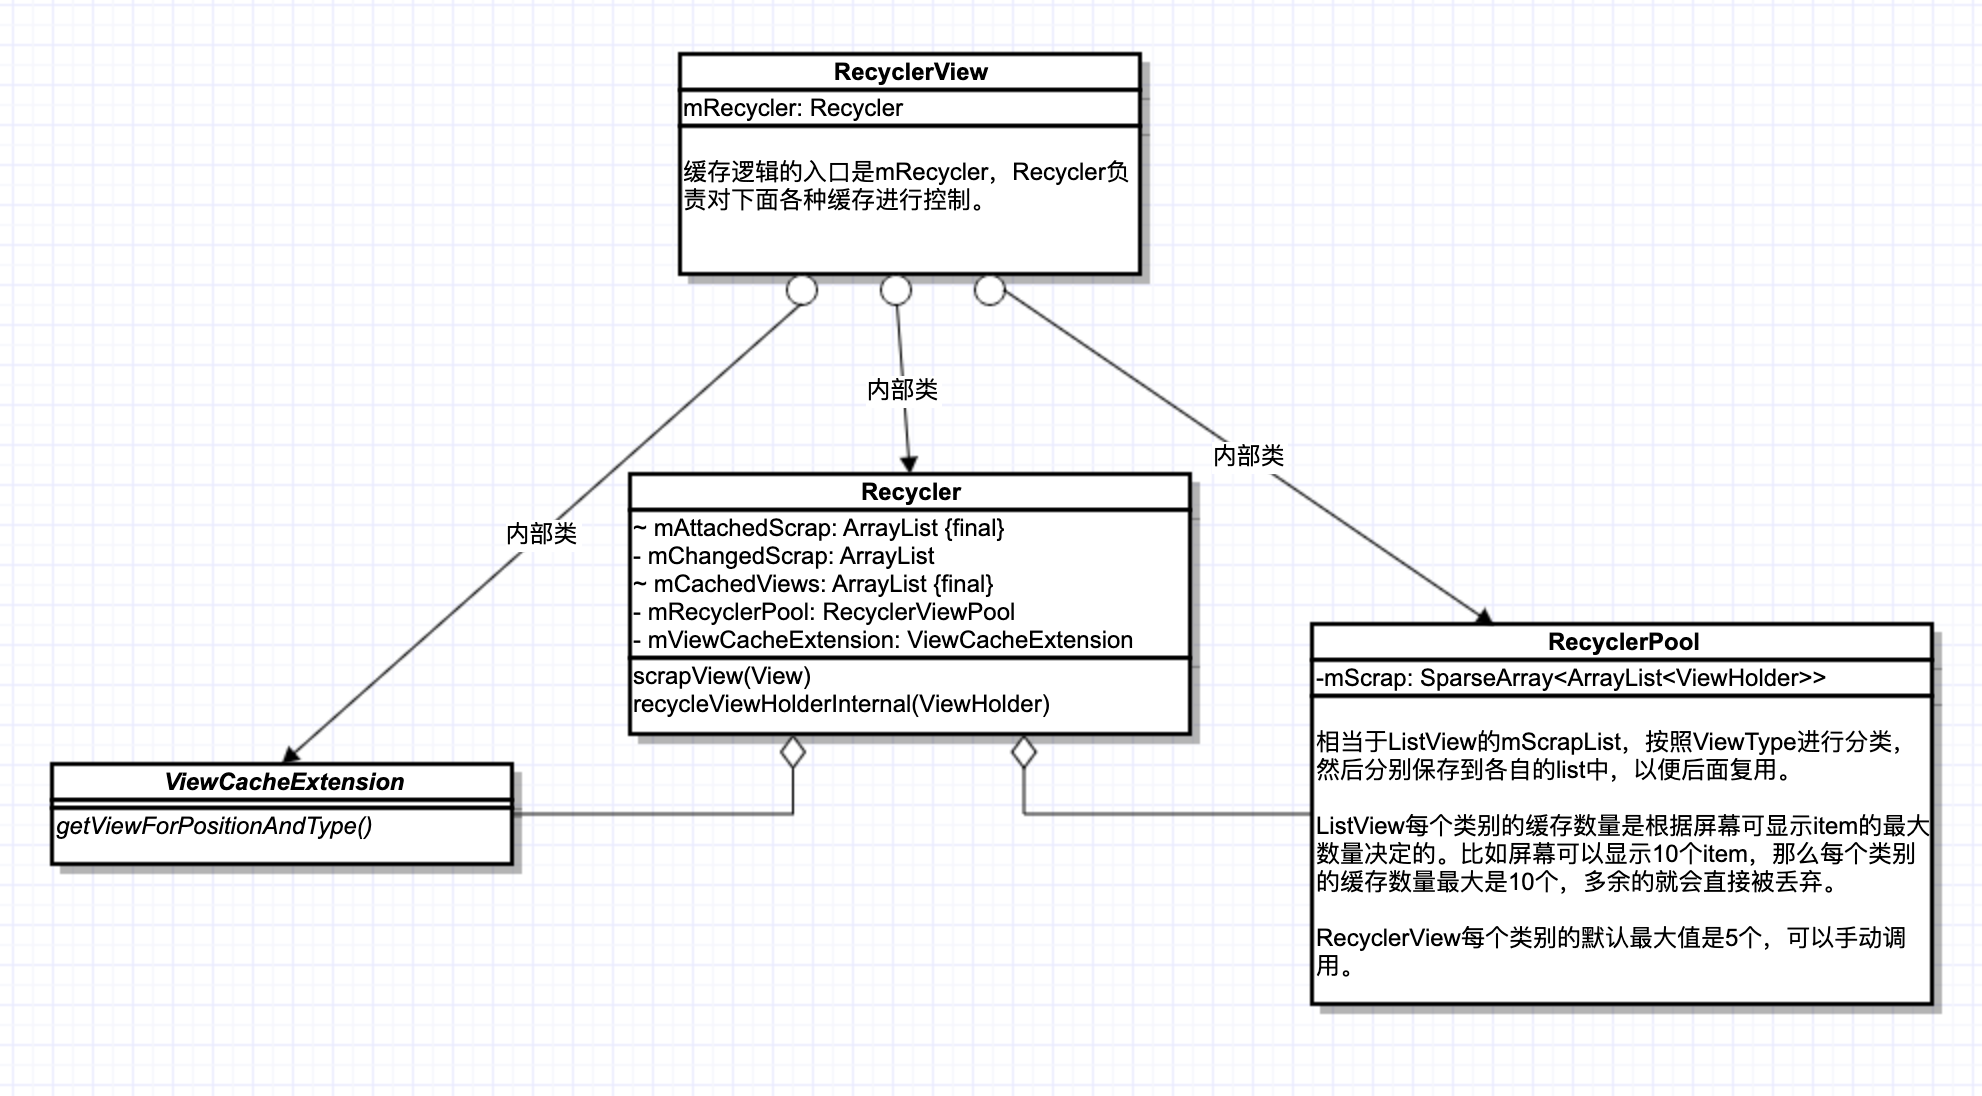 RecyclerView
mRecycler: Recycler
缓存逻辑的入口是mRecycler，Recycler负
责对下面各种缓存进行控制。
内部类
内部类
内部类
Recycler
~ mAttachedScrap: ArrayList {final}
- mChangedScrap: ArrayList
~ mCachedViews: ArrayList {final}
- mRecyclerPool: RecyclerViewPool
- mViewCacheExtension: ViewCacheExtension
scrapView(View)
recycleViewHolderInternal(ViewHolder)
ViewCacheExtension
getViewForPositionAndType()
RecyclerPool
-mScrap: SparseArray<ArrayList<ViewHolder>>
相当于ListView的mScrapList，按照ViewType进行分类，
然后分别保存到各自的list中，以便后面复用。
ListView每个类别的缓存数量是根据屏幕可显示item的最大
数量决定的。比如屏幕可以显示10个item，那么每个类别
的缓存数量最大是10个，多余的就会直接被丢弃。
RecyclerView每个类别的默认最大值是5个，可以手动调
用。